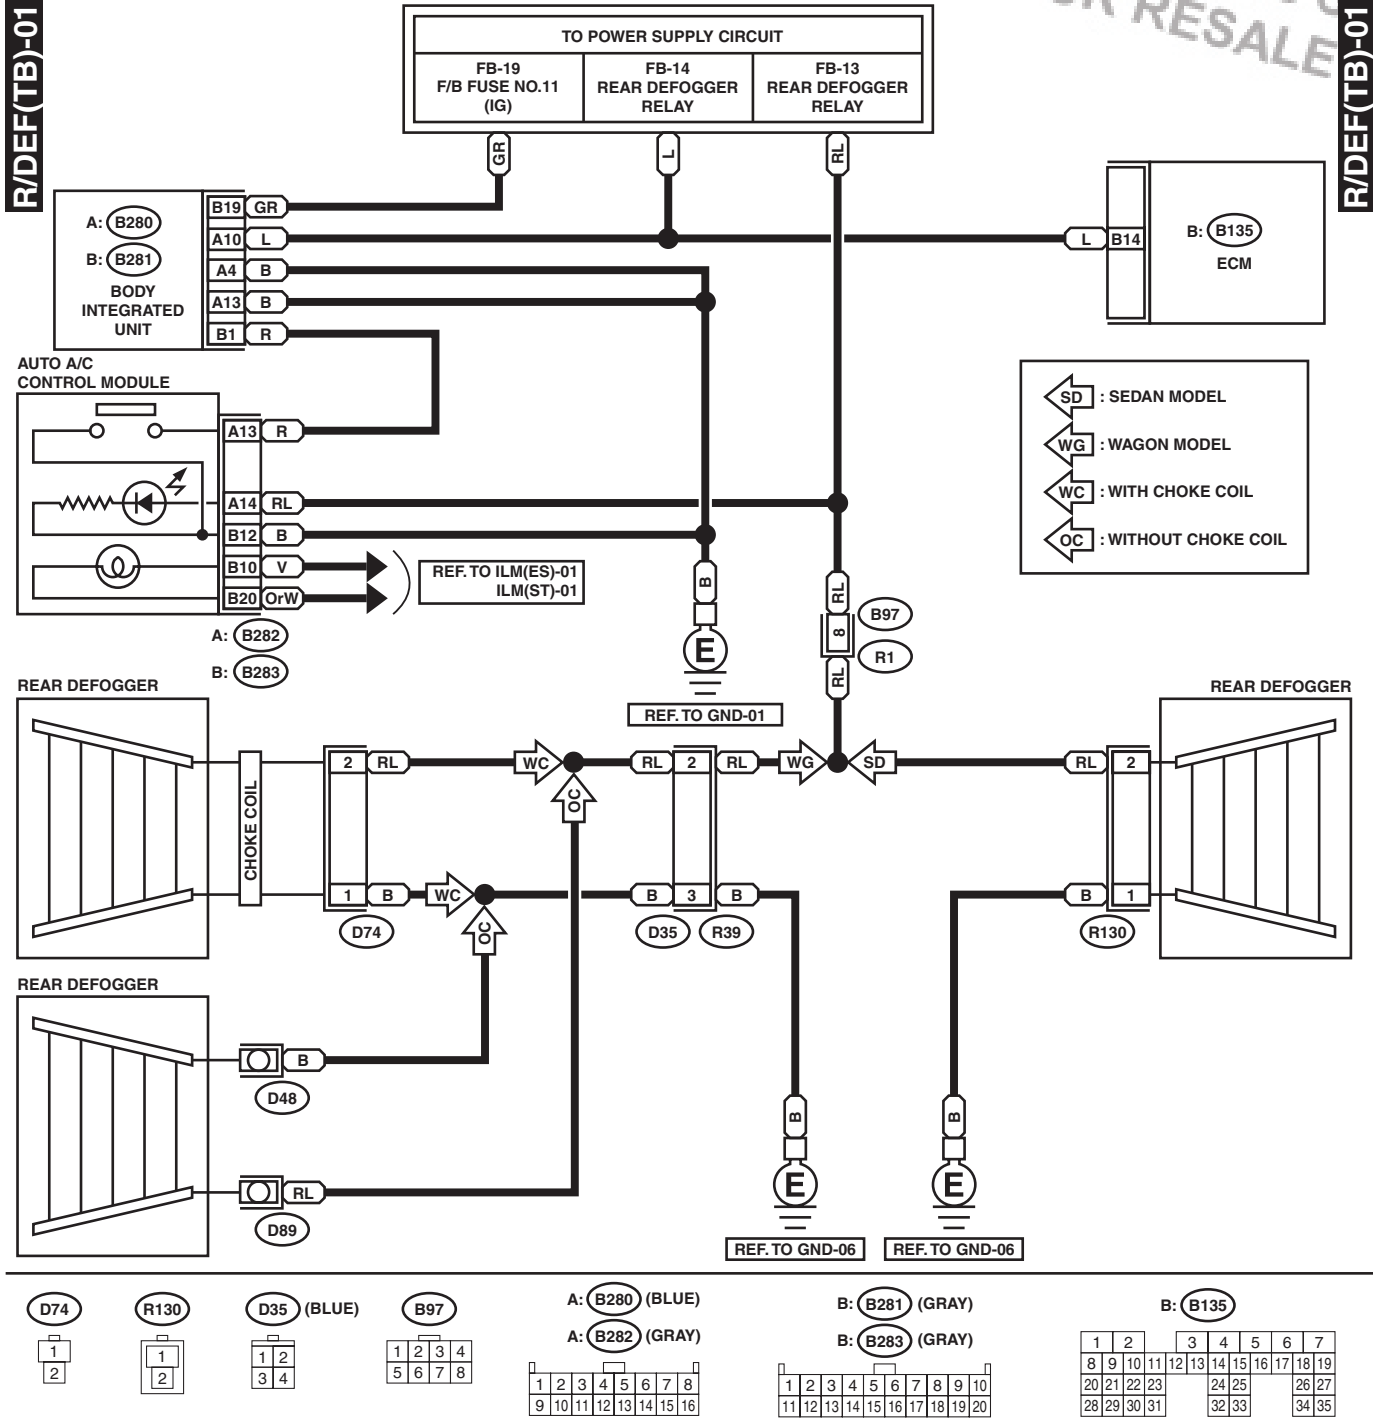 R/DEF(TB)-01
R/DEF(TB)-01
RESALE
TO POWER SUPPLY CIRCUIT
FB-19
F/B FUSE NO.11
(IG)
FB-14
REAR DEFOGGER
RELAY
FB-13
REAR DEFOGGER
RELAY
GR
L
RL
A: B280
B: B281
BODY
INTEGRATED
UNIT
B19 GR
A10 L
A4 B
A13 B
B1 R
L B14
B: B135
ECM
AUTO A/C
CONTROL MODULE
A13 R
A14 RL
B12 B
B10 V
B20 OrW
A: B282
B: B283
REF. TO ILM(ES)-01
ILM(ST)-01
SD : SEDAN MODEL
WG : WAGON MODEL
WC : WITH CHOKE COIL
OC : WITHOUT CHOKE COIL
B
E
REF. TO GND-01
RL
8
RL
B97
R1
REAR DEFOGGER
CHOKE COIL
2 RL
WC
OC
RL 2 RL
WG
SD
RL 2
REAR DEFOGGER
1 B
WC
OC
B 3 B
B 1
D74
D35
R39
R130
REAR DEFOGGER
B
D48
RL
D89
B
E
REF. TO GND-06
B
E
REF. TO GND-06
D74
1
2
R130
1
2
D35 (BLUE)
1 2
3 4
B97
1 2 3 4
5 6 7 8
A: B280 (BLUE)
A: B282 (GRAY)
1 2 3 4 5 6 7 8
9 10 11 12 13 14 15 16
B: B281 (GRAY)
B: B283 (GRAY)
1 2 3 4 5 6 7 8 9 10
11 12 13 14 15 16 17 18 19 20
B: B135
1 2 3 4 5 6 7
8 9 10 11 12 13 14 15 16 17 18 19
20 21 22 23 24 25 26 27
28 29 30 31 32 33 34 35